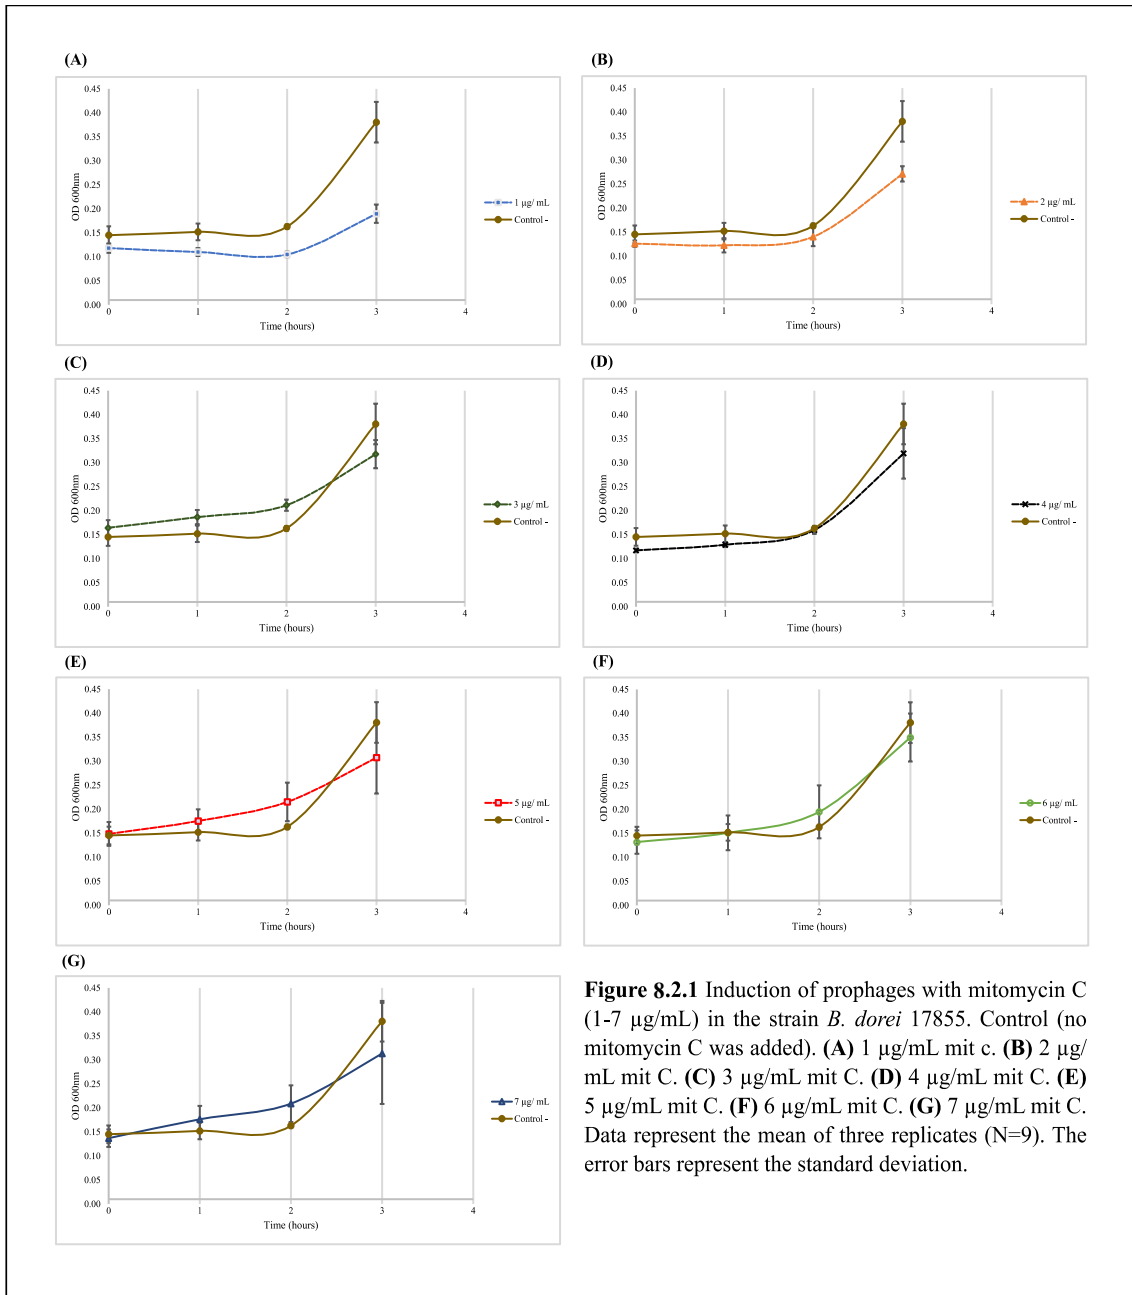 (A)
0.45
0.40
0.35
0.30
0.25
0.20
0.15
0.10
0.05
0.00
OD 600nm
0 1 2 3 4
Time (hours)
1 µg/ mL
Control -
(B)
0.45
0.40
0.35
0.30
0.25
0.20
0.15
0.10
0.05
0.00
OD 600nm
0 1 2 3 4
Time (hours)
2 µg/ mL
Control -
(C)
0.45
0.40
0.35
0.30
0.25
0.20
0.15
0.10
0.05
0.00
OD 600nm
0 1 2 3 4
Time (hours)
3 µg/ mL
Control -
(D)
0.45
0.40
0.35
0.30
0.25
0.20
0.15
0.10
0.05
0.00
OD 600nm
0 1 2 3 4
Time (hours)
4 µg/ mL
Control -
(E)
0.45
0.40
0.35
0.30
0.25
0.20
0.15
0.10
0.05
0.00
OD 600nm
0 1 2 3 4
Time (hours)
5 µg/ mL
Control -
(F)
0.45
0.40
0.35
0.30
0.25
0.20
0.15
0.10
0.05
0.00
OD 600nm
0 1 2 3 4
Time (hours)
6 µg/ mL
Control -
(G)
0.45
0.40
0.35
0.30
0.25
0.20
0.15
0.10
0.05
0.00
OD 600nm
0 1 2 3 4
Time (hours)
7 µg/ mL
Control -
Figure 8.2.1 Induction of prophages with mitomycin C
(1-7 µg/mL) in the strain B. dorei 17855. Control (no
mitomycin C was added). (A) 1 µg/mL mit c. (B) 2 µg/
mL mit C. (C) 3 µg/mL mit C. (D) 4 µg/mL mit C. (E)
5 µg/mL mit C. (F) 6 µg/mL mit C. (G) 7 µg/mL mit C.
Data represent the mean of three replicates (N=9). The
error bars represent the standard deviation.